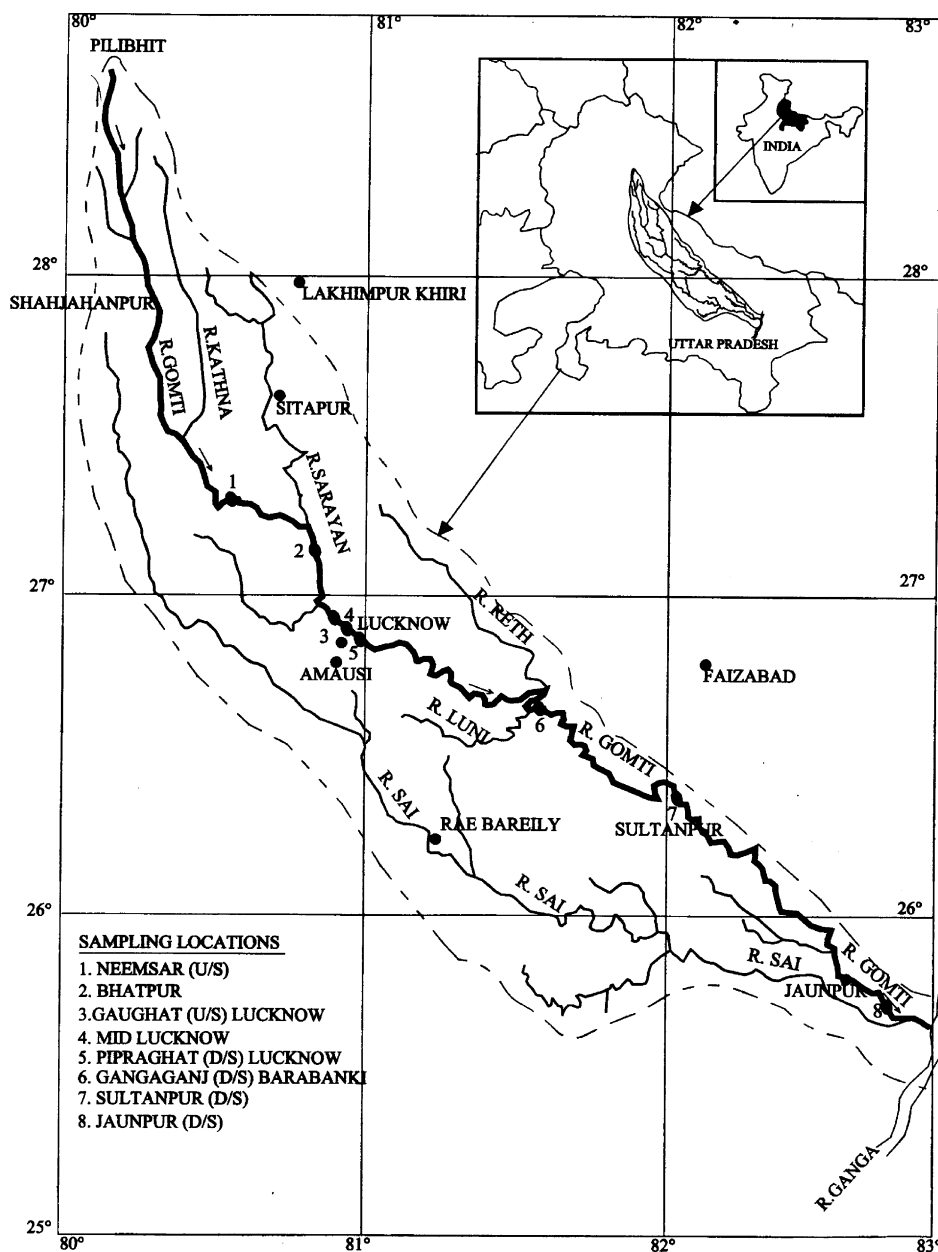 80° 81° 82° 83°
PILIBHIT
INDIA
28° 28°
LAKHIMPUR KHIRI
SHAHJAHANPUR
R.GOMTI
R.KATHNA
UTTAR PRADESH
SITAPUR
R.SARAYAN
1
2
27° 27°
R. RETH
4 LUCKNOW
3
5
AMAUSI
FAIZABAD
R. LUNI
6
R. GOMTI
R. SAI
7
RAE BAREILY
SULTANPUR
R. SAI
26° 26°
SAMPLING LOCATIONS
1. NEEMSAR (U/S)
2. BHATPUR
3.GAUGHAT (U/S) LUCKNOW
4. MID LUCKNOW
5. PIPRAGHAT (D/S) LUCKNOW
6. GANGAGANJ (D/S) BARABANKI
7. SULTANPUR (D/S)
8. JAUNPUR (D/S)
R. SAI
R. GOMTI
JAUNPUR
8
R.GANGA
25°
80° 81° 82° 83°